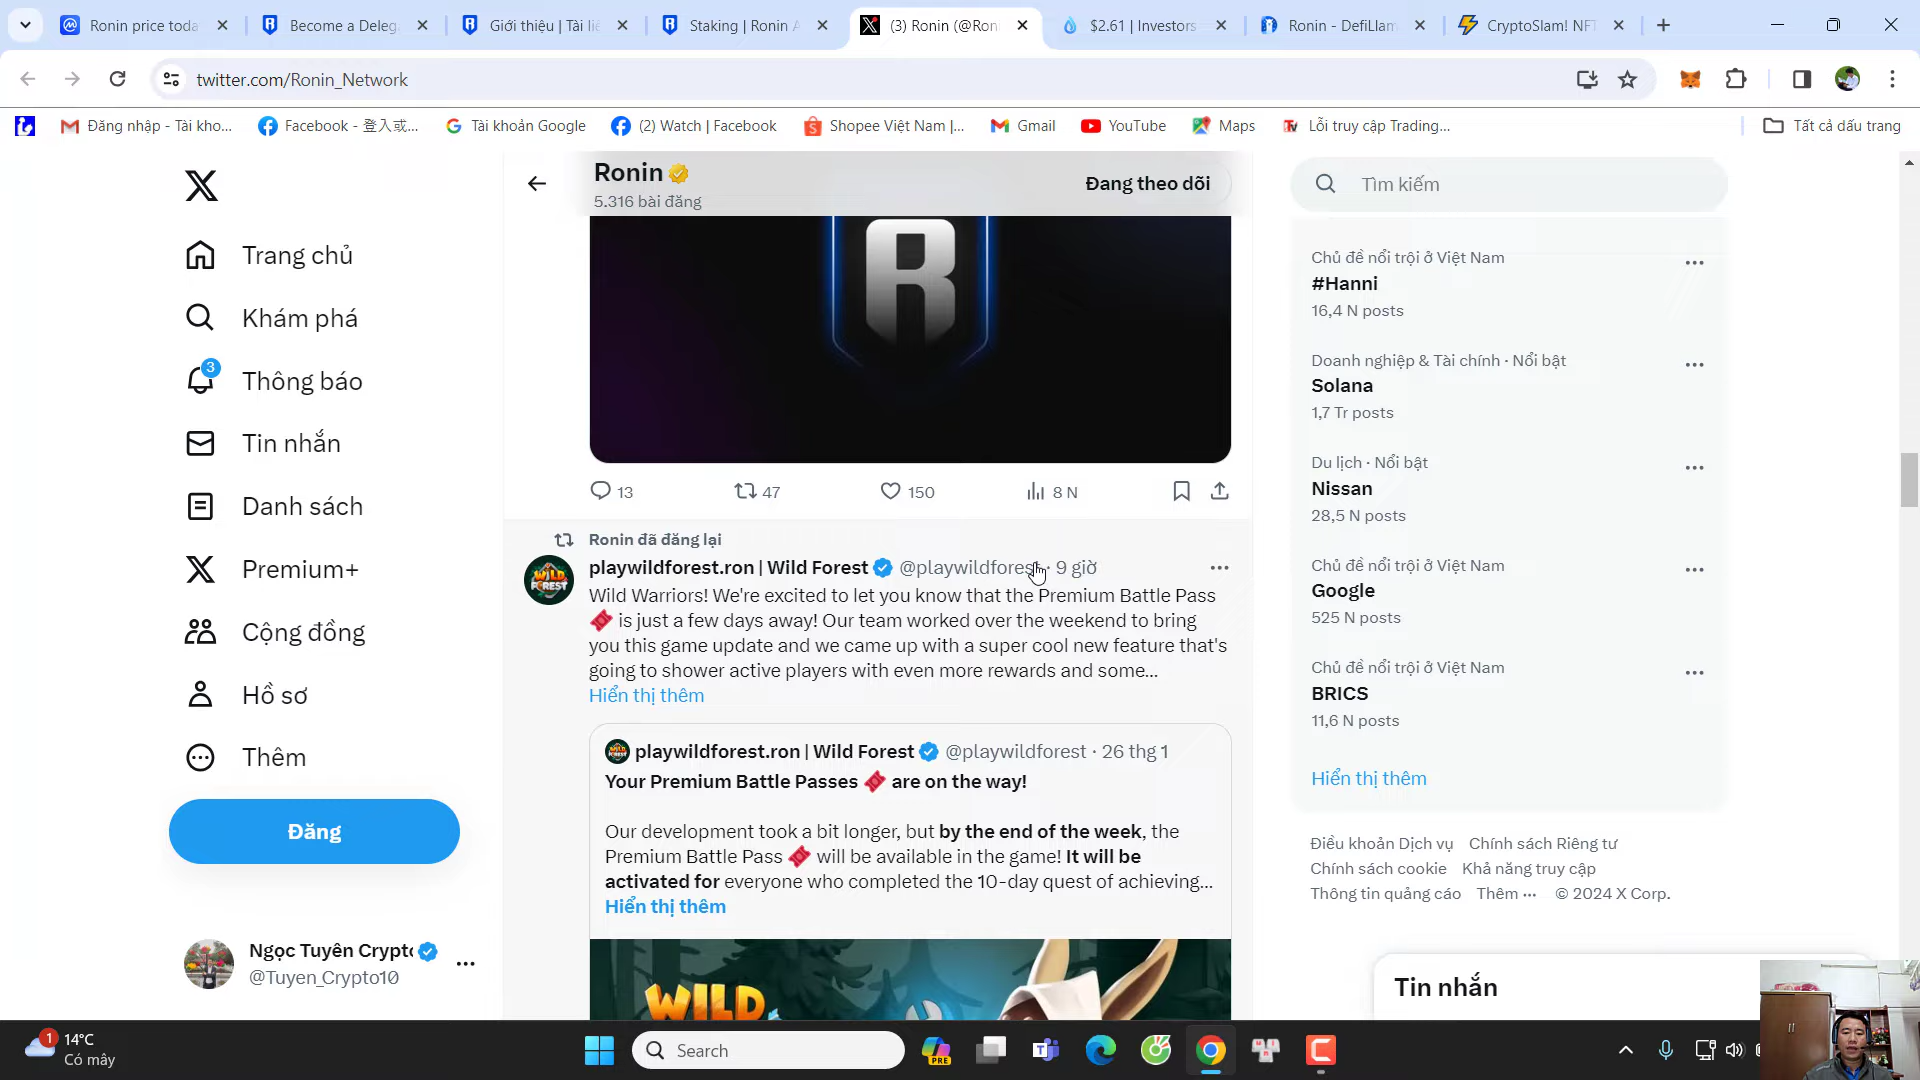 Ronin price toda
Become a Delega
Giới thiệu | Tài liệ
Staking | Ronin A
(3) Ronin (@Ron
$2.61 | Investors
Ronin - DefiLlam
CryptoSlam! NFT
twitter.com/Ronin_Network
Đăng nhập - Tài kho...
Facebook - 登入或...
Tài khoản Google
(2) Watch | Facebook
Shopee Việt Nam |...
Gmail
YouTube
Maps
Lỗi truy cập Trading...
Tất cả dấu trang
Trang chủ
Khám phá
3
Thông báo
Tin nhắn
Danh sách
Premium+
Cộng đồng
Hồ sơ
Thêm
Đăng
Ngọc Tuyên Crypto
@Tuyen_Crypto10
Ronin
5.316 bài đăng
Đang theo dõi
R
13
47
150
8 N
Ronin đã đăng lại
playwildforest.ron | Wild Forest @playwildforest · 9 giờ
Wild Warriors! We're excited to let you know that the Premium Battle Pass
is just a few days away! Our team worked over the weekend to bring
you this game update and we came up with a super cool new feature that's
going to shower active players with even more rewards and some...
Hiển thị thêm
playwildforest.ron | Wild Forest @playwildforest · 26 thg 1
Your Premium Battle Passes are on the way!
Our development took a bit longer, but by the end of the week, the
Premium Battle Pass will be available in the game! It will be
activated for everyone who completed the 10-day quest of achieving...
Hiển thị thêm
WILD
Tìm kiếm
Chủ đề nổi trội ở Việt Nam
#Hanni
16,4 N posts
Doanh nghiệp & Tài chính · Nổi bật
Solana
1,7 Tr posts
Du lịch · Nổi bật
Nissan
28,5 N posts
Chủ đề nổi trội ở Việt Nam
Google
525 N posts
Chủ đề nổi trội ở Việt Nam
BRICS
11,6 N posts
Hiển thị thêm
Điều khoản Dịch vụ Chính sách Riêng tư
Chính sách cookie Khả năng truy cập
Thông tin quảng cáo Thêm ··· © 2024 X Corp.
Tin nhắn
1
14°C
Có mây
Search
PRE